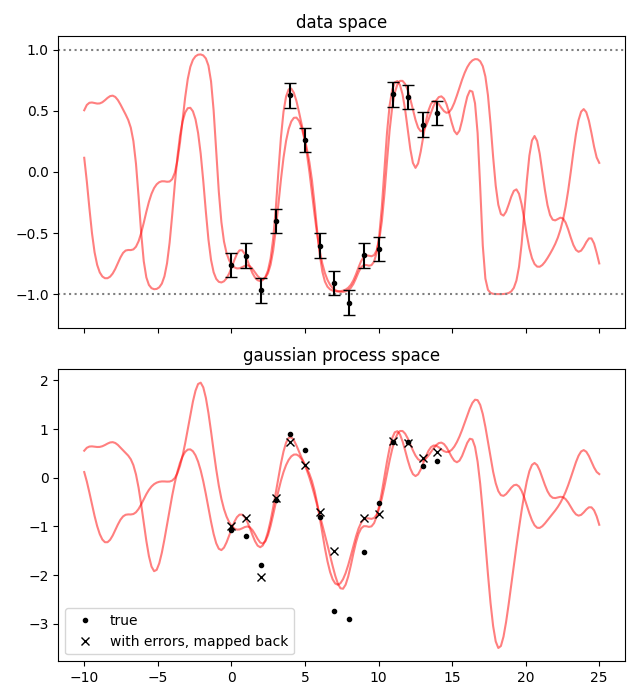 data space
1.0
0.5
0.0
−0.5
−1.0
gaussian process space
2
1
0
−1
−2
−3
true
with errors, mapped back
−10 −5 0 5 10 15 20 25